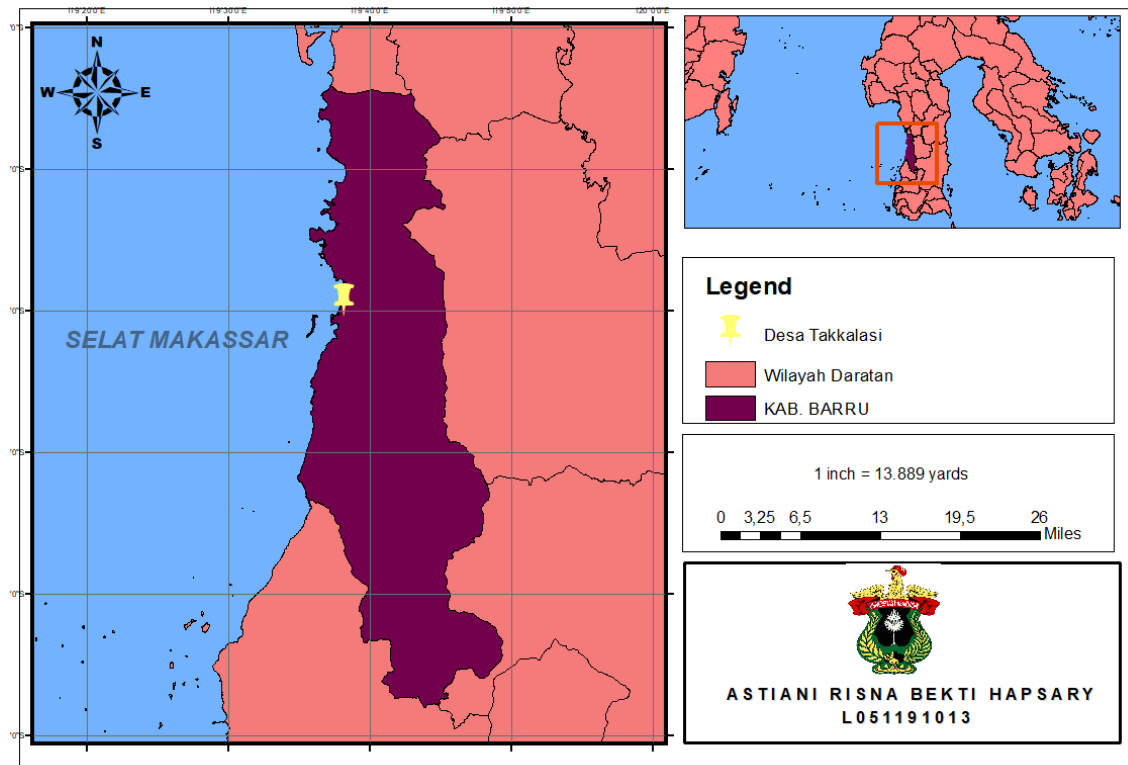 119°20'0"E
119°30'0"E
119°40'0"E
119°50'0"E
120°0'0"E
N
W
E
S
SELAT MAKASSAR
Legend
Desa Takkalasi
Wilayah Daratan
KAB. BARRU
1 inch = 13.889 yards
0 3,25 6,5 13 19,5 26
Miles
ASTIANI RISNA BEKTI HAPSARY
L051191013